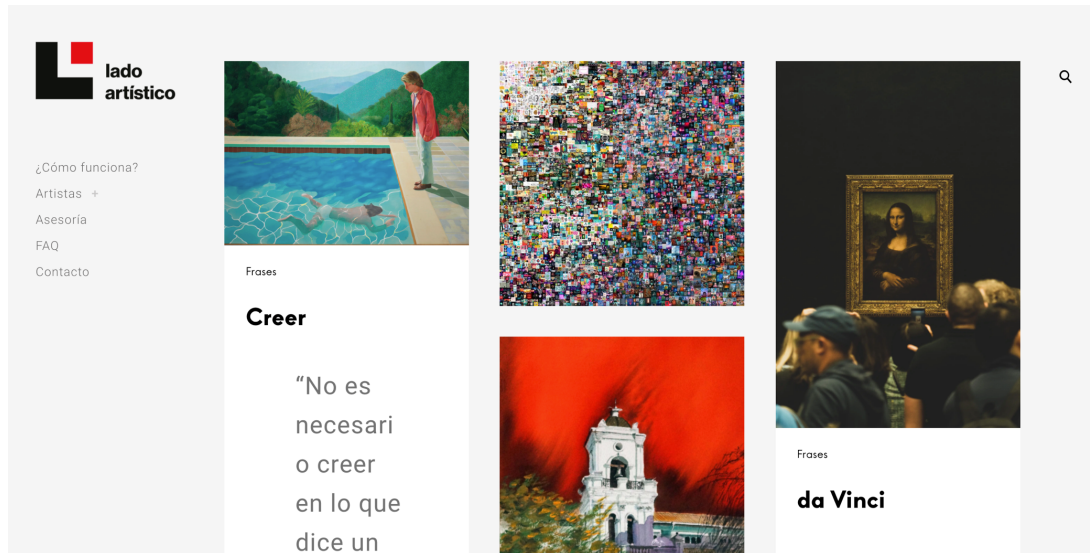 lado
artístico
¿Cómo funciona?
Artistas +
Asesoría
FAQ
Contacto
Frases
Creer
“No es
necesari
o creer
en lo que
dice un
Frases
da Vinci